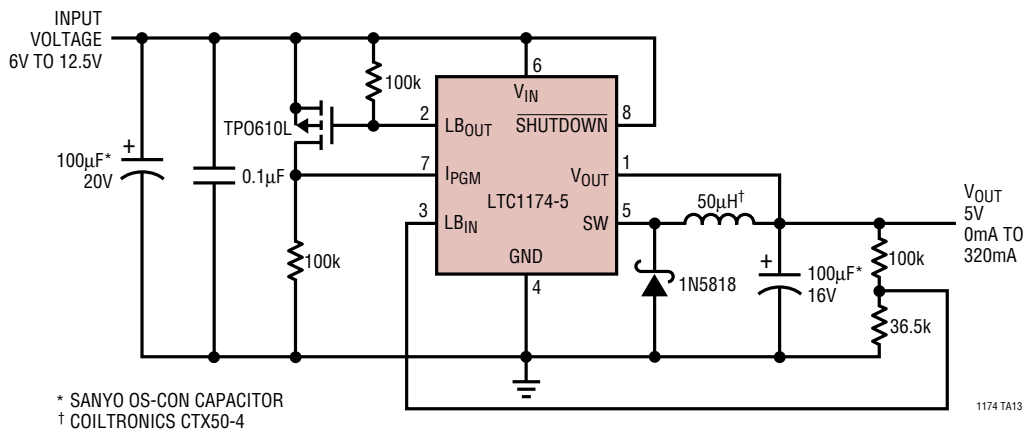 INPUT
VOLTAGE
6V TO 12.5V
100k
6
VIN
2
LBOUT
SHUTDOWN
8
TPO610L
+
100µF*
20V
0.1µF
7
IPGM
VOUT
1
LTC1174-5
50µH†
3
LBIN
SW
5
VOUT
5V
0mA TO
320mA
100k
GND
4
1N5818
+
100µF*
16V
100k
36.5k
* SANYO OS-CON CAPACITOR
† COILTRONICS CTX50-4
1174 TA13